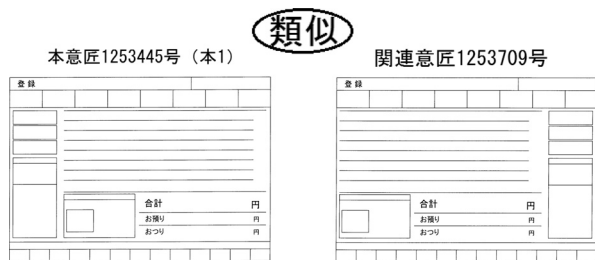 類似
本意匠1253445号（本1）
関連意匠1253709号
登録
合計 円
お預り 円
おつり 円
登録
合計 円
お預り 円
おつり 円